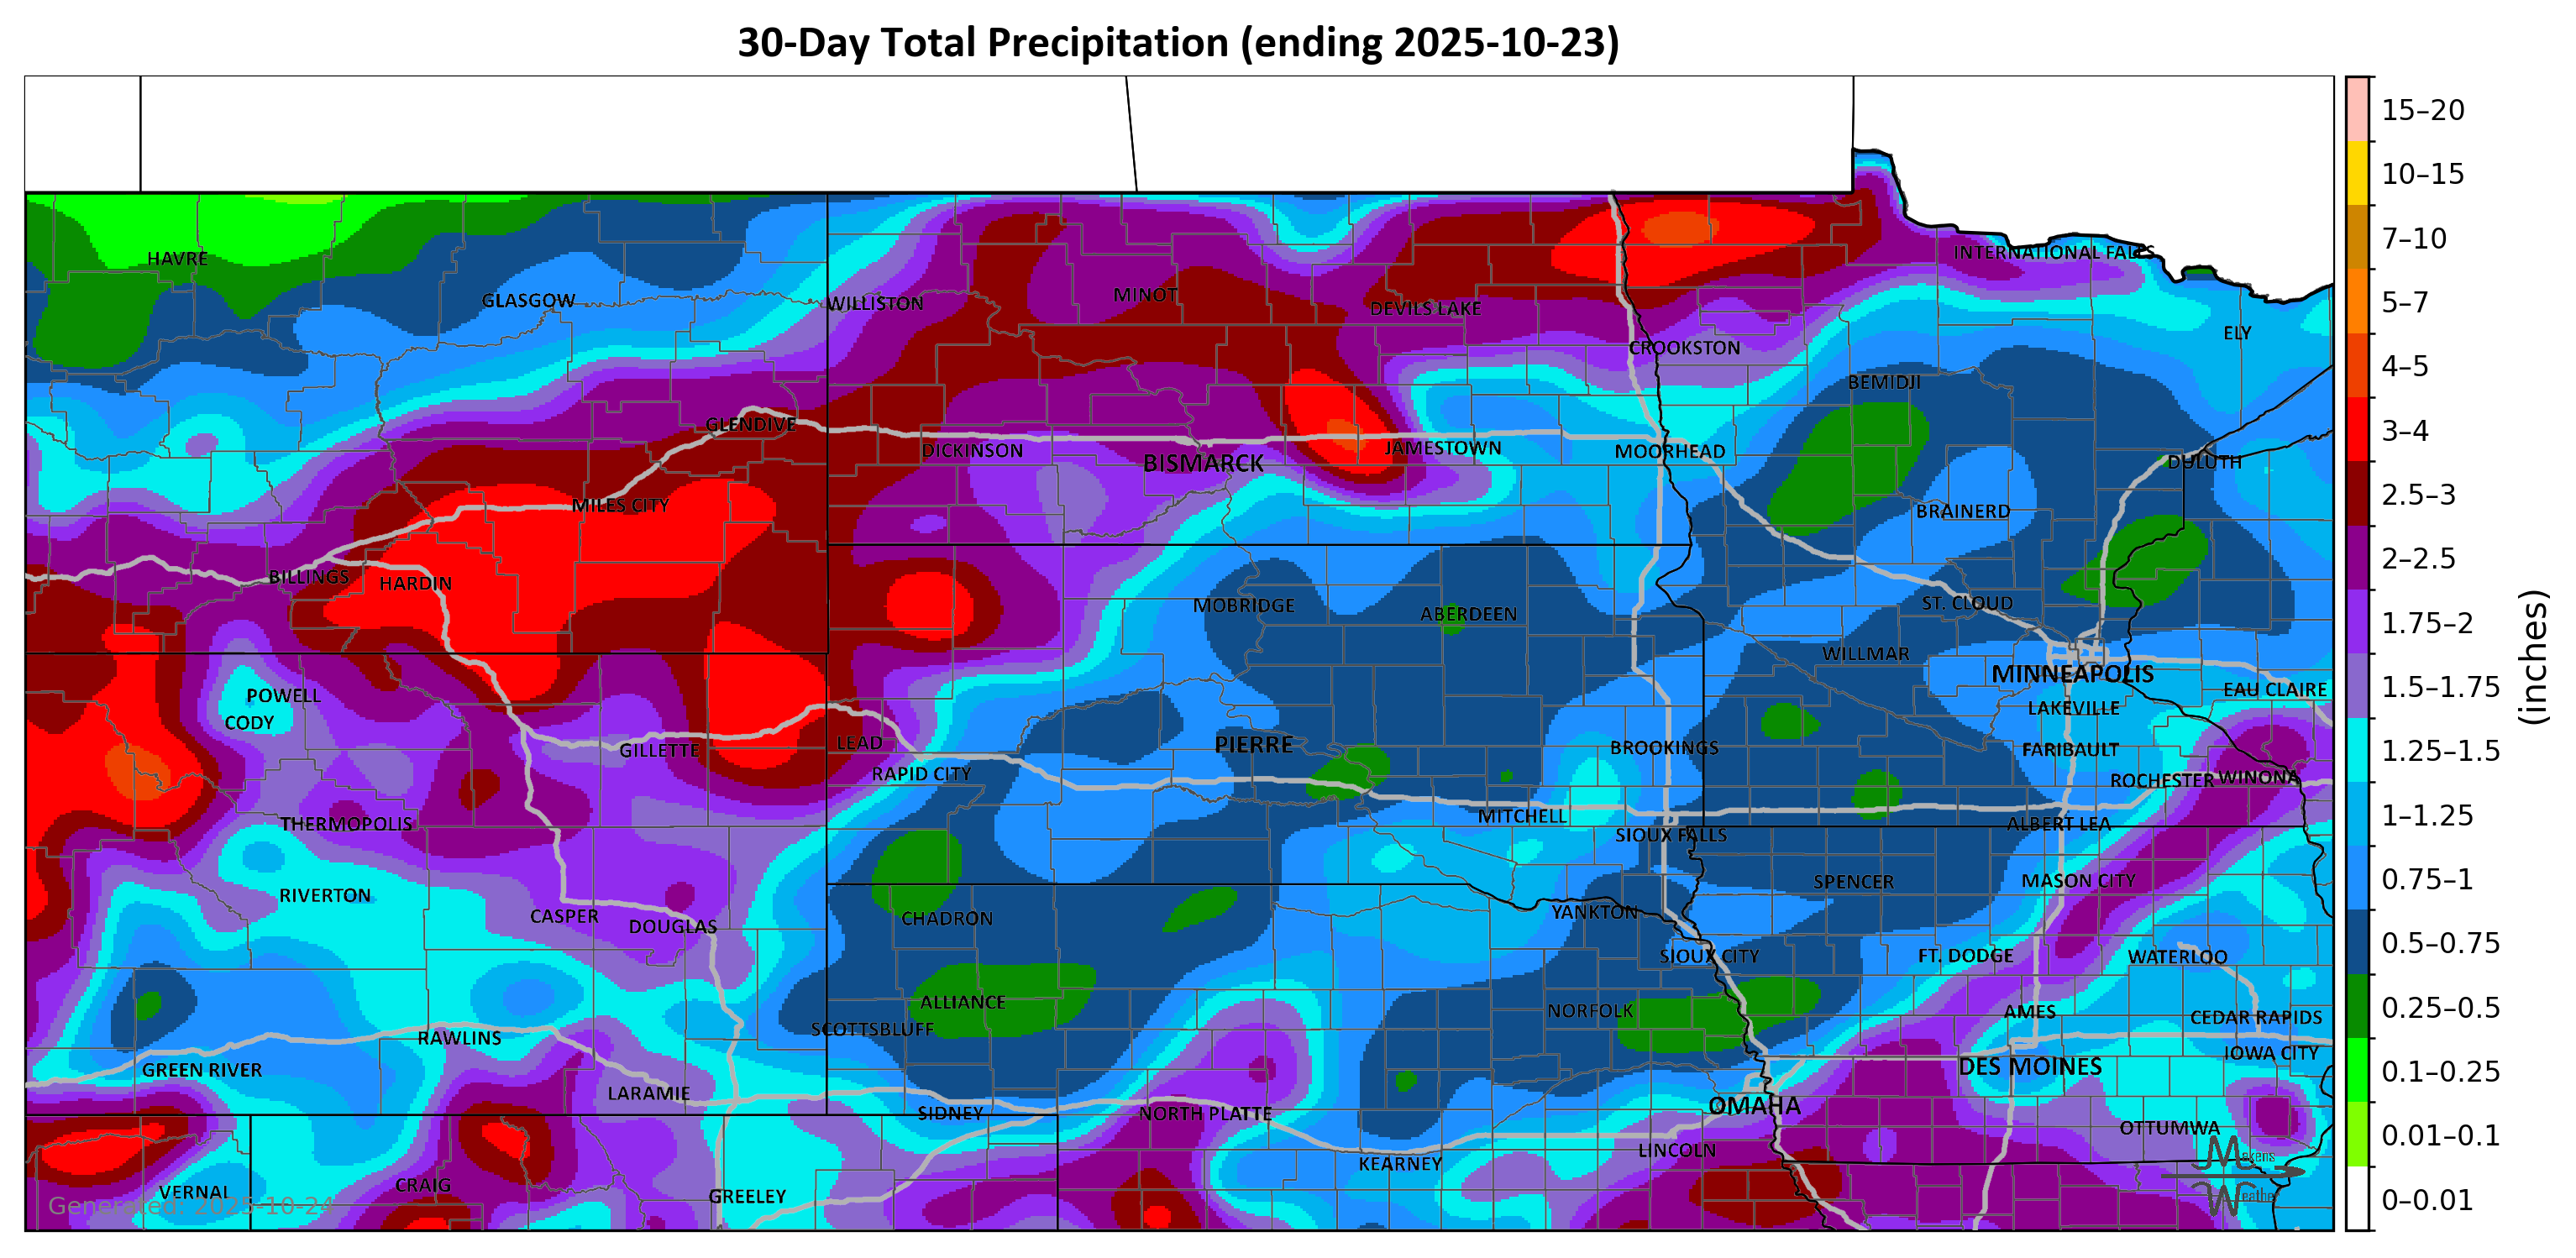 30-Day Total Precipitation (ending 2025-10-23)
15–20
10–15
7–10
5–7
4–5
3–4
2.5–3
2–2.5
1.75–2
1.5–1.75
1.25–1.5
1–1.25
0.75–1
0.5–0.75
0.25–0.5
0.1–0.25
0.01–0.1
0–0.01
(inches)
HAVRE
INTERNATIONAL FALLS
GLASGOW
WILLISTON
MINOT
DEVILS LAKE
ELY
CROOKSTON
BEMIDJI
GLENDIVE
DICKINSON
BISMARCK
JAMESTOWN
MOORHEAD
DULUTH
MILES CITY
BRAINERD
BILLINGS
HARDIN
MOBRIDGE
ABERDEEN
ST. CLOUD
WILLMAR
MINNEAPOLIS
POWELL
EAU CLAIRE
CODY
LAKEVILLE
GILLETTE
LEAD
PIERRE
BROOKINGS
FARIBAULT
RAPID CITY
ROCHESTER
WINONA
THERMOPOLIS
MITCHELL
SIOUX FALLS
ALBERT LEA
RIVERTON
SPENCER
MASON CITY
CASPER
DOUGLAS
CHADRON
YANKTON
SIOUX CITY
FT. DODGE
WATERLOO
ALLIANCE
NORFOLK
AMES
CEDAR RAPIDS
SCOTTSBLUFF
RAWLINS
IOWA CITY
GREEN RIVER
DES MOINES
LARAMIE
SIDNEY
NORTH PLATTE
OMAHA
OTTUMWA
LINCOLN
KEARNEY
VERNAL
CRAIG
GREELEY
Generated: 2025-10-24
Makens
Weather